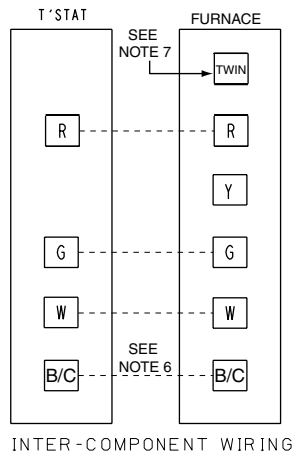 T'STAT
FURNACE
SEE
NOTE 7
TWIN
R
R
Y
G
G
W
W
SEE
NOTE 6
B/C
B/C
INTER-COMPONENT WIRING